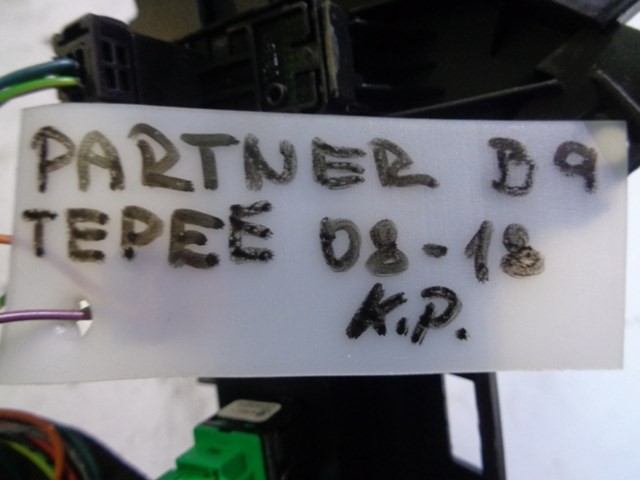 PARTNER B9
TEPEE 08-18
K.P.